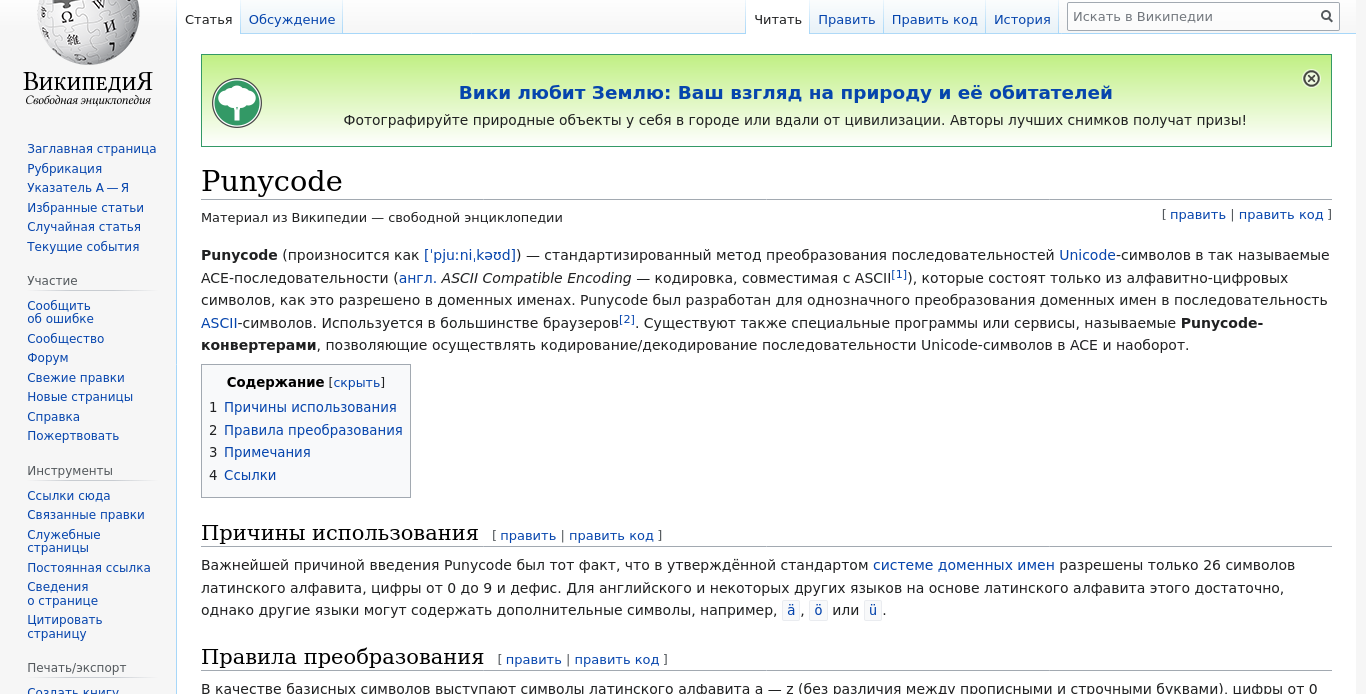 Статья
Обсуждение
Читать
Править
Править код
История
Искать в Википедии
ВикипедиЯ
Свободная энциклопедия
Вики любит Землю: Ваш взгляд на природу и её обитателей
Фотографируйте природные объекты у себя в городе или вдали от цивилизации. Авторы лучших снимков получат призы!
Заглавная страница
Рубрикация
Указатель А — Я
Избранные статьи
Случайная статья
Текущие события
Участие
Сообщить
об ошибке
Сообщество
Форум
Свежие правки
Новые страницы
Справка
Пожертвовать
Инструменты
Ссылки сюда
Связанные правки
Служебные
страницы
Постоянная ссылка
Сведения
о странице
Цитировать
страницу
Печать/экспорт
Создать книгу
Punycode
Материал из Википедии — свободной энциклопедии
[ править | править код ]
Punycode (произносится как [ˈpjuːniˌkəʊd]) — стандартизированный метод преобразования последовательностей Unicode-символов в так называемые
ACE-последовательности (англ. ASCII Compatible Encoding — кодировка, совместимая с ASCII[1]), которые состоят только из алфавитно-цифровых
символов, как это разрешено в доменных именах. Punycode был разработан для однозначного преобразования доменных имен в последовательность
ASCII-символов. Используется в большинстве браузеров[2]. Существуют также специальные программы или сервисы, называемые Punycode-
конвертерами, позволяющие осуществлять кодирование/декодирование последовательности Unicode-символов в ACE и наоборот.
Содержание [скрыть]
1 Причины использования
2 Правила преобразования
3 Примечания
4 Ссылки
Причины использования [ править | править код ]
Важнейшей причиной введения Punycode был тот факт, что в утверждённой стандартом системе доменных имен разрешены только 26 символов
латинского алфавита, цифры от 0 до 9 и дефис. Для английского и некоторых других языков на основе латинского алфавита этого достаточно,
однако другие языки могут содержать дополнительные символы, например, ä, ö или ü.
Правила преобразования [ править | править код ]
В качестве базисных символов выступают символы латинского алфавита a — z (без различия между прописными и строчными буквами), цифры от 0